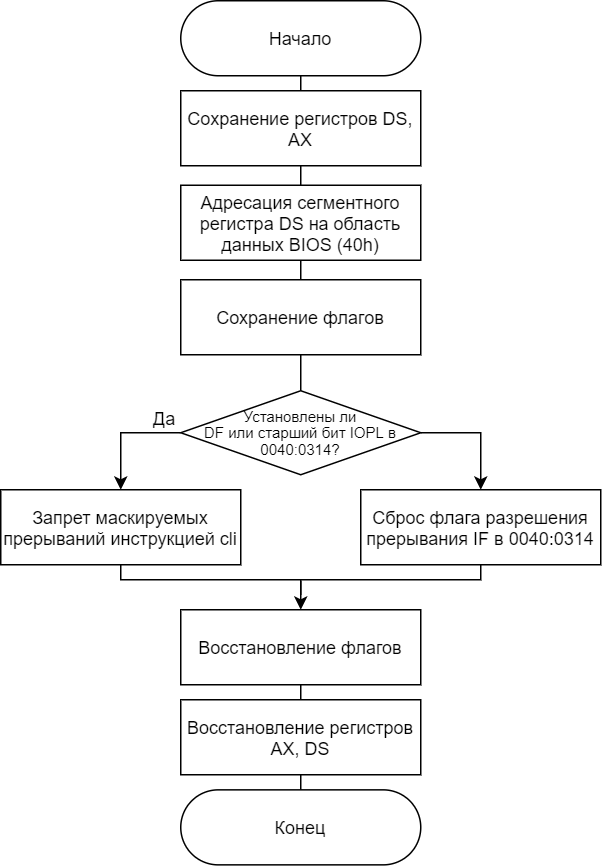 Начало
Сохранение регистров DS,
AX
Адресация сегментного
регистра DS на область
данных BIOS (40h)
Сохранение флагов
Да
Установлены ли
DF или старший бит IOPL в
0040:0314?
Запрет маскируемых
прерываний инструкцией cli
Сброс флага разрешения
прерывания IF в 0040:0314
Восстановление флагов
Восстановление регистров
AX, DS
Конец